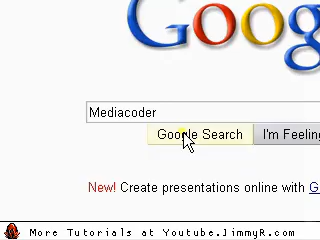 Goog
Mediacoder
Google Search
I'm Feeling
New! Create presentations online with G
More Tutorials at Youtube.JimmyR.com